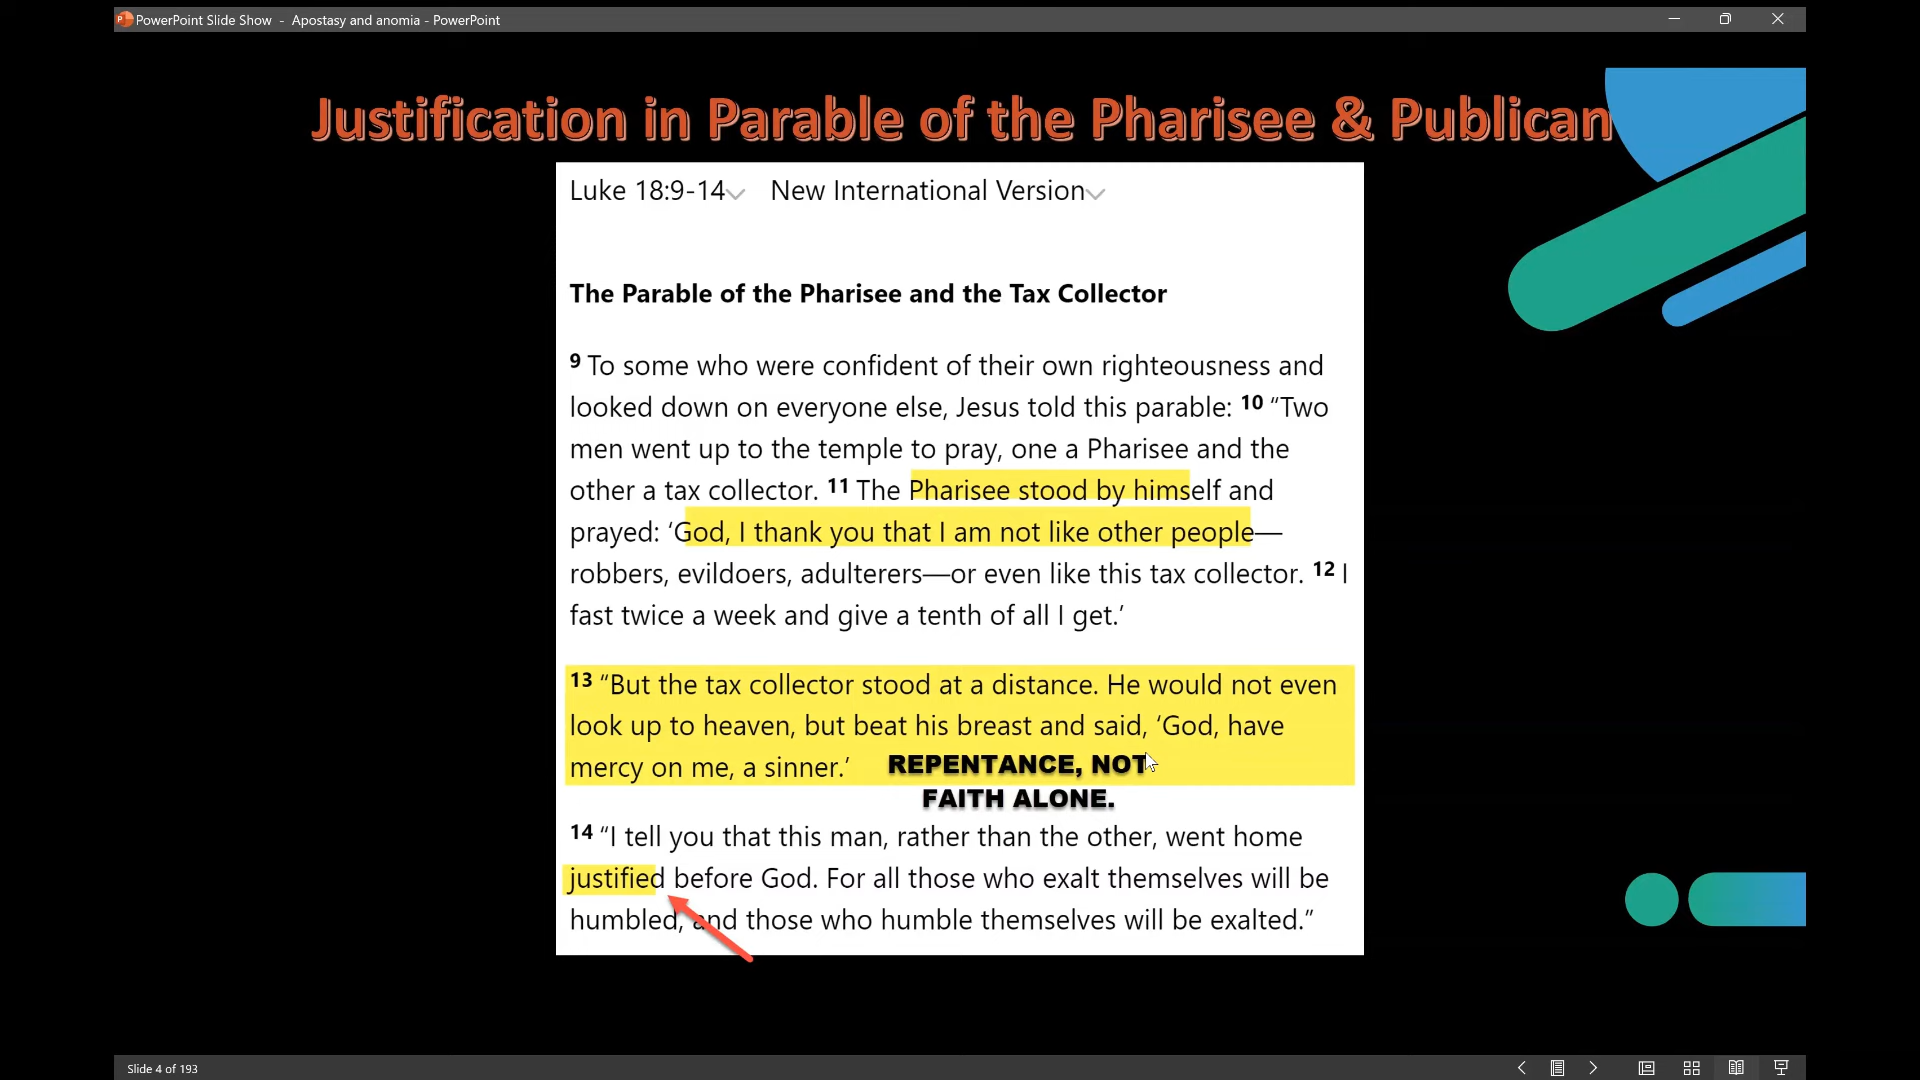 PowerPoint Slide Show - Apostasy and anomia - PowerPoint
Justification in Parable of the Pharisee & Publican
Luke 18:9-14 New International Version
The Parable of the Pharisee and the Tax Collector
9 To some who were confident of their own righteousness and
looked down on everyone else, Jesus told this parable: 10 “Two
men went up to the temple to pray, one a Pharisee and the
other a tax collector. 11 The Pharisee stood by himself and
prayed: ‘God, I thank you that I am not like other people—
robbers, evildoers, adulterers—or even like this tax collector. 12 I
fast twice a week and give a tenth of all I get.’
13 “But the tax collector stood at a distance. He would not even
look up to heaven, but beat his breast and said, ‘God, have
mercy on me, a sinner.’ REPENTANCE, NOT
FAITH ALONE.
14 “I tell you that this man, rather than the other, went home
justified before God. For all those who exalt themselves will be
humbled, and those who humble themselves will be exalted.”
Slide 4 of 193